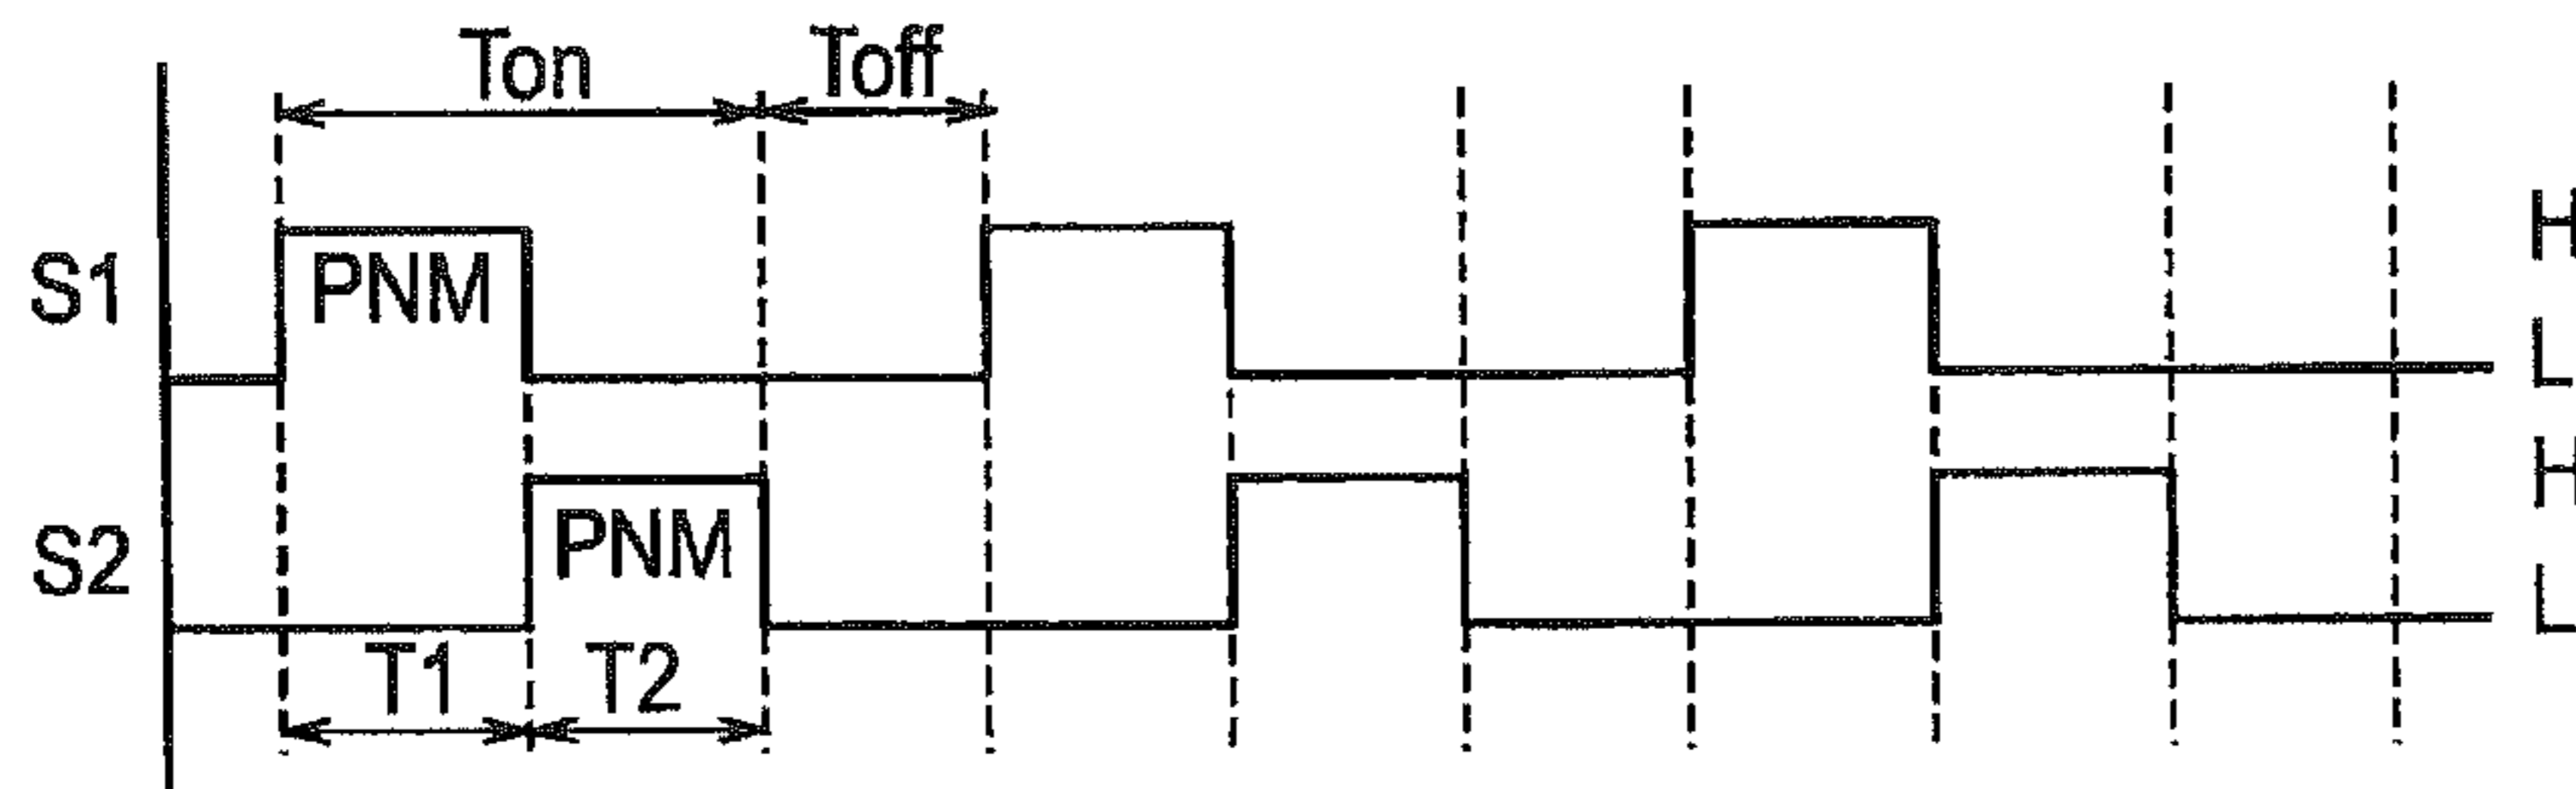 Ton Toff
S1 PNM H
L
S2 PNM H
L
T1 T2